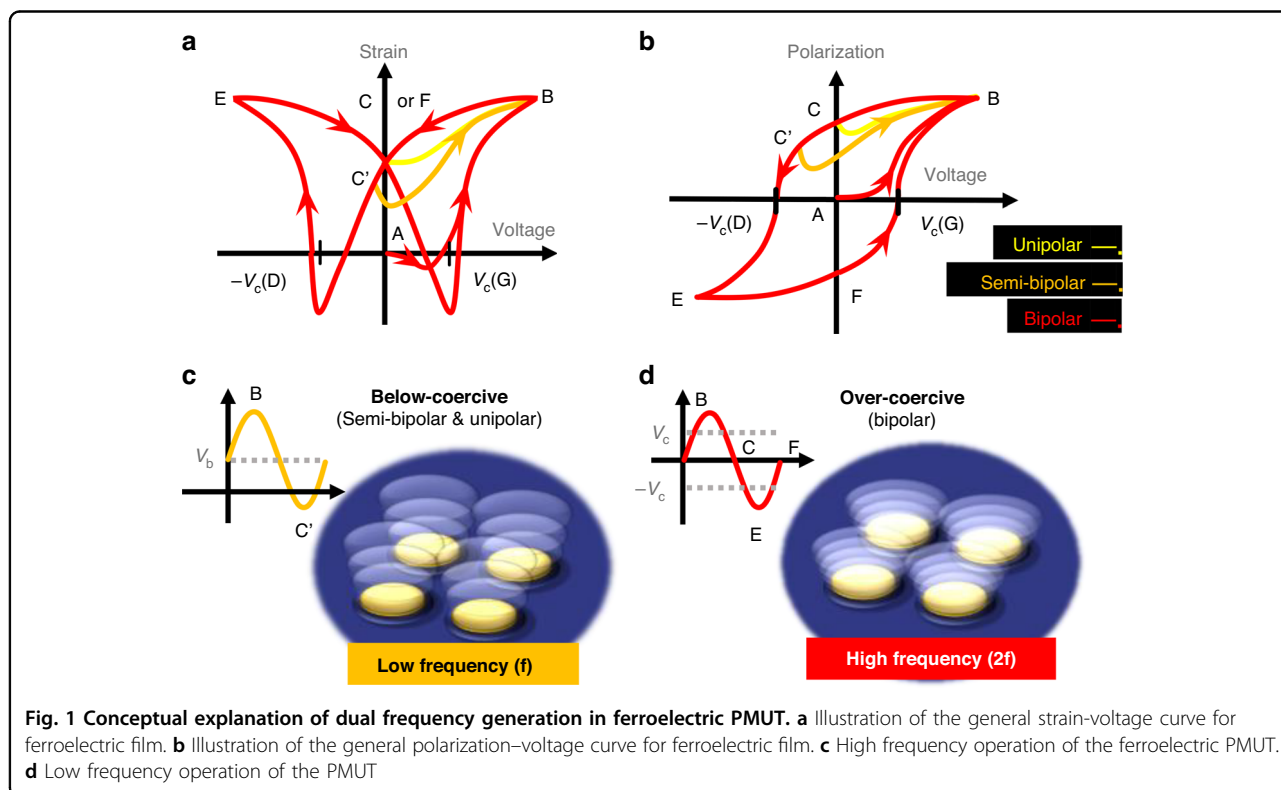 a
Strain
E
C
or F
B
C'
A
Voltage
−Vc(D)
Vc(G)
b
Polarization
C
B
C'
Voltage
−Vc(D)
A
Vc(G)
E
F
Unipolar
Semi-bipolar
Bipolar
c
B
Vb
C'
Below-coercive
(Semi-bipolar & unipolar)
Low frequency (f)
d
B
Vc
C
F
−Vc
E
Over-coercive
(bipolar)
High frequency (2f)
Fig. 1 Conceptual explanation of dual frequency generation in ferroelectric PMUT. a Illustration of the general strain-voltage curve for
ferroelectric film. b Illustration of the general polarization–voltage curve for ferroelectric film. c High frequency operation of the ferroelectric PMUT.
d Low frequency operation of the PMUT